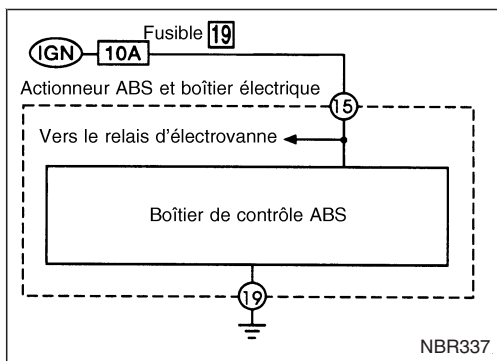 Fusible 19
IGN 10A
Actionneur ABS et boîtier électrique
15
Vers le relais d'électrovanne
Boîtier de contrôle ABS
19
NBR337